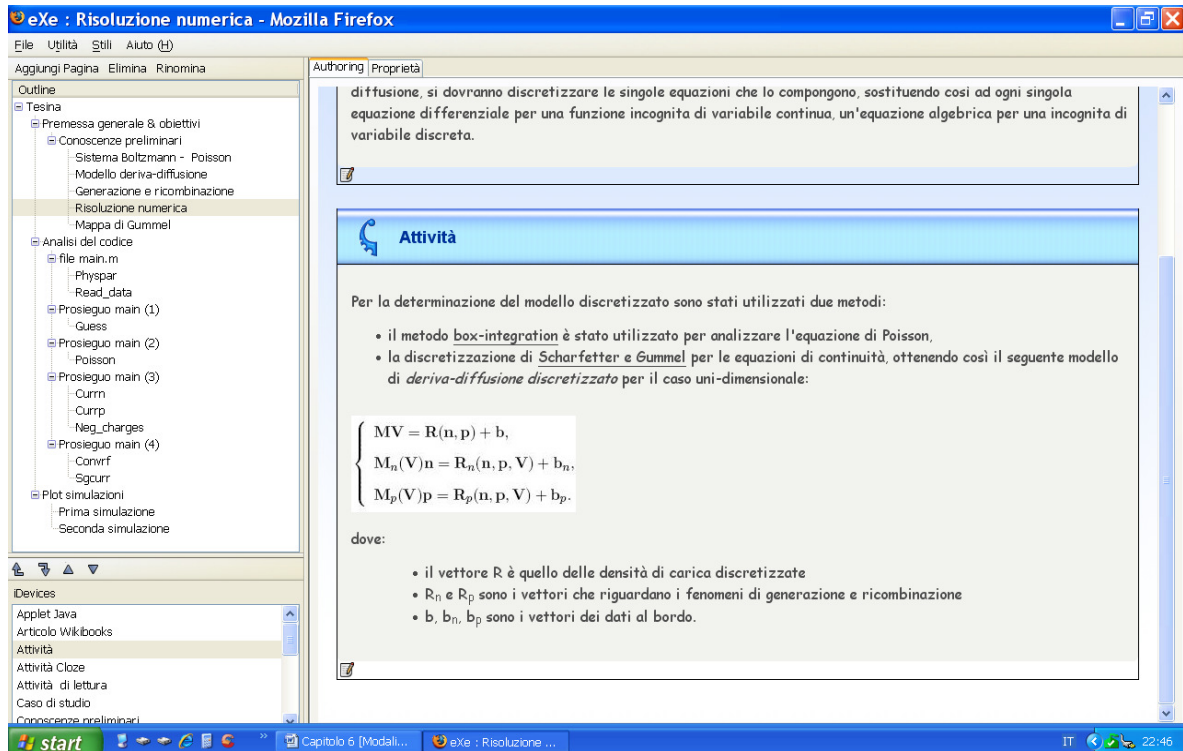 eXe : Risoluzione numerica - Mozilla Firefox
File Utilità Stili Aiuto (H)
Aggiungi Pagina Elimina Rinomina
Outline
Tesina
Premessa generale & obiettivi
Conoscenze preliminari
Sistema Boltzmann - Poisson
Modello deriva-diffusione
Generazione e ricombinazione
Risoluzione numerica
Mappa di Gummel
Analisi del codice
file main.m
Physpar
Read_data
Prosieguo main (1)
Guess
Prosieguo main (2)
Poisson
Prosieguo main (3)
Currn
Currp
Neg_charges
Prosieguo main (4)
Convrf
Sgcurr
Plot simulazioni
Prima simulazione
Seconda simulazione
iDevices
Applet Java
Articolo Wikibooks
Attività
Attività Cloze
Attività di lettura
Caso di studio
Conoscenze preliminari
Authoring Proprietà
diffusione, si dovranno discretizzare le singole equazioni che lo compongono, sostituendo così ad ogni singola
equazione differenziale per una funzione incognita di variabile continua, un'equazione algebrica per una incognita di
variabile discreta.
Attività
Per la determinazione del modello discretizzato sono stati utilizzati due metodi:
• il metodo box-integration è stato utilizzato per analizzare l'equazione di Poisson,
• la discretizzazione di Scharfetter e Gummel per le equazioni di continuità, ottenendo così il seguente modello
di deriva-diffusione discretizzato per il caso uni-dimensionale:
MV = R(n, p) + b,
Mₙ(V)n = Rₙ(n, p, V) + bₙ,
Mₚ(V)p = Rₚ(n, p, V) + bₚ.
dove:
• il vettore R è quello delle densità di carica discretizzate
• Rₙ e Rₚ sono i vettori che riguardano i fenomeni di generazione e ricombinazione
• b, bₙ, bₚ sono i vettori dei dati al bordo.
start » Capitolo 6 [Modali... eXe : Risoluzione ... IT 22:46